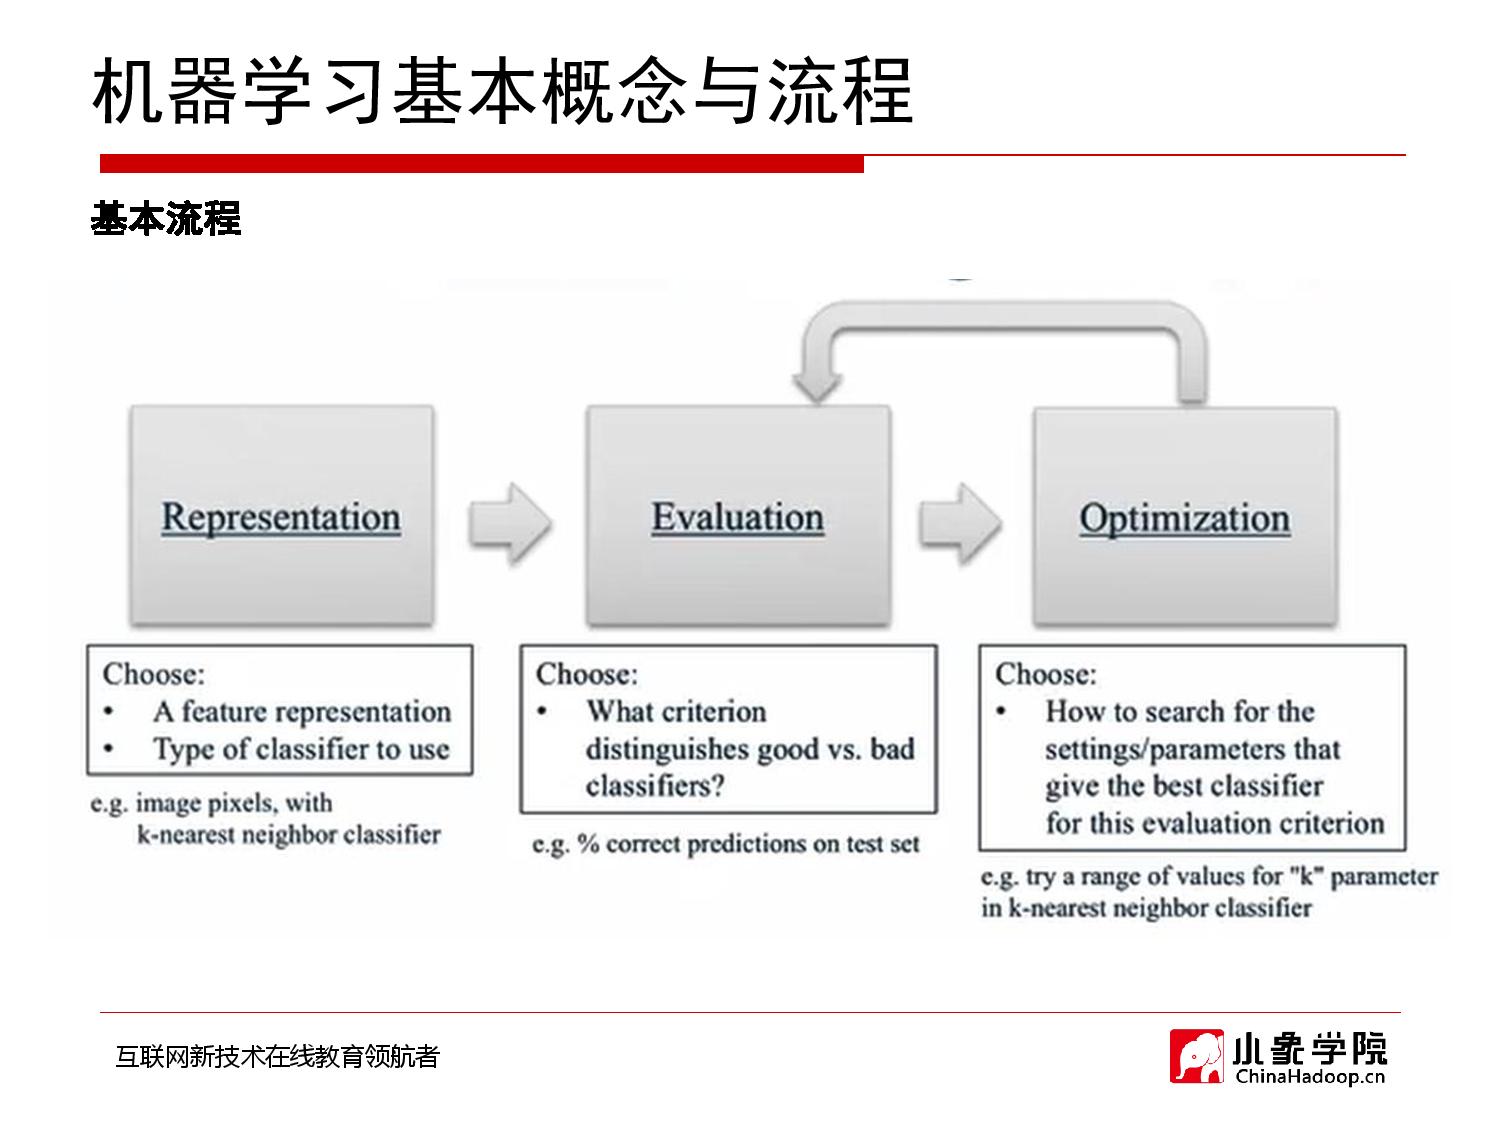 机器学习基本概念与流程
基本流程
Representation
Evaluation
Optimization
Choose:
• A feature representation
• Type of classifier to use
e.g. image pixels, with
k-nearest neighbor classifier
Choose:
• What criterion
distinguishes good vs. bad
classifiers?
e.g. % correct predictions on test set
Choose:
• How to search for the
settings/parameters that
give the best classifier
for this evaluation criterion
e.g. try a range of values for "k" parameter
in k-nearest neighbor classifier
互联网新技术在线教育领航者
小象学院
ChinaHadoop.cn